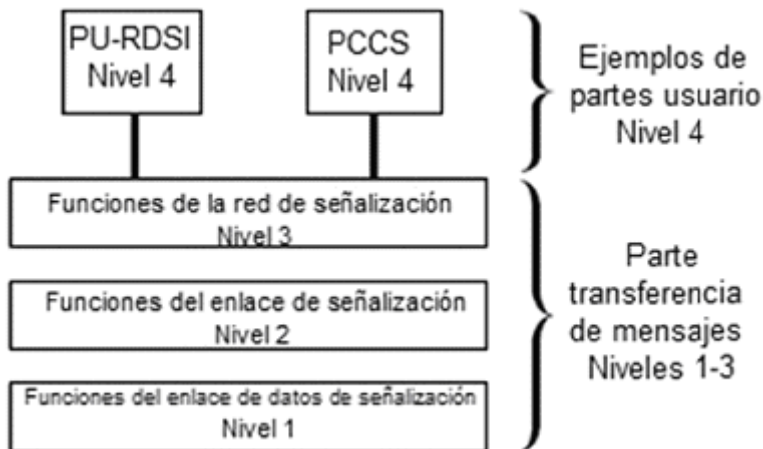 PU-RDSI
Nivel 4
PCCS
Nivel 4
Ejemplos de
partes usuario
Nivel 4
Funciones de la red de señalización
Nivel 3
Funciones del enlace de señalización
Nivel 2
Funciones del enlace de datos de señalización
Nivel 1
Parte
transferencia
de mensajes
Niveles 1-3